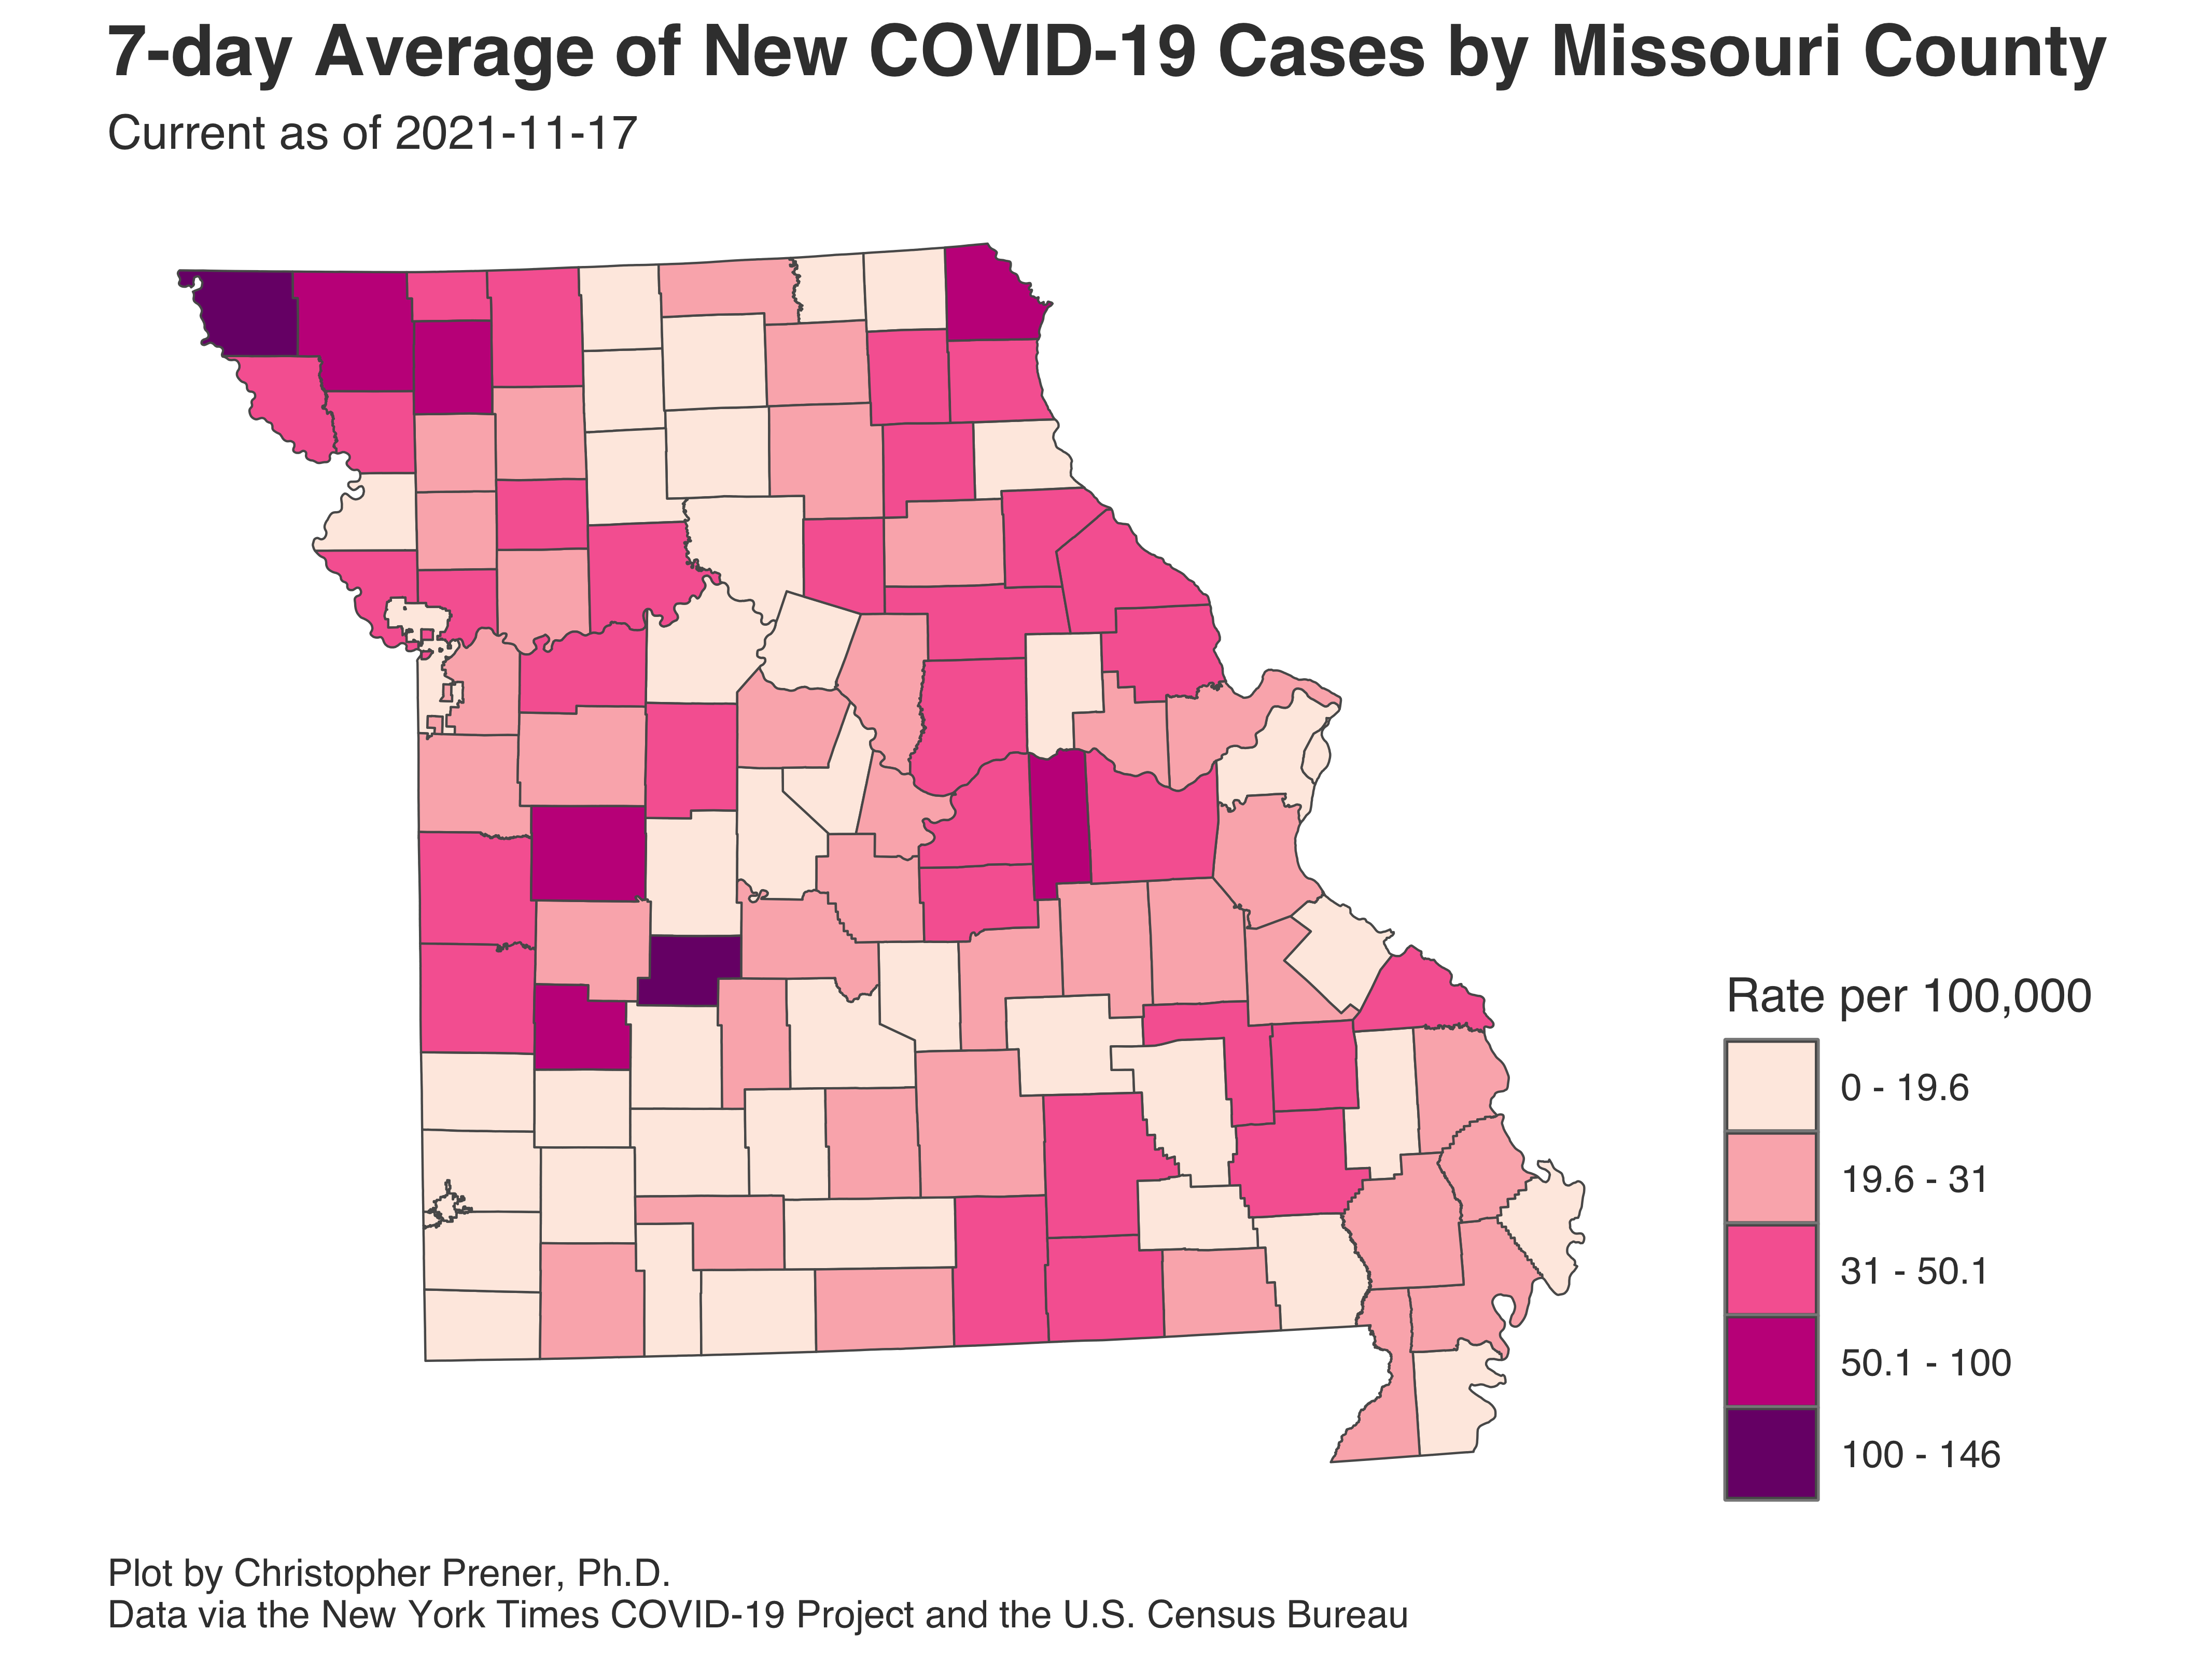 7-day Average of New COVID-19 Cases by Missouri County
Current as of 2021-11-17
Rate per 100,000
0 - 19.6
19.6 - 31
31 - 50.1
50.1 - 100
100 - 146
Plot by Christopher Prener, Ph.D.
Data via the New York Times COVID-19 Project and the U.S. Census Bureau